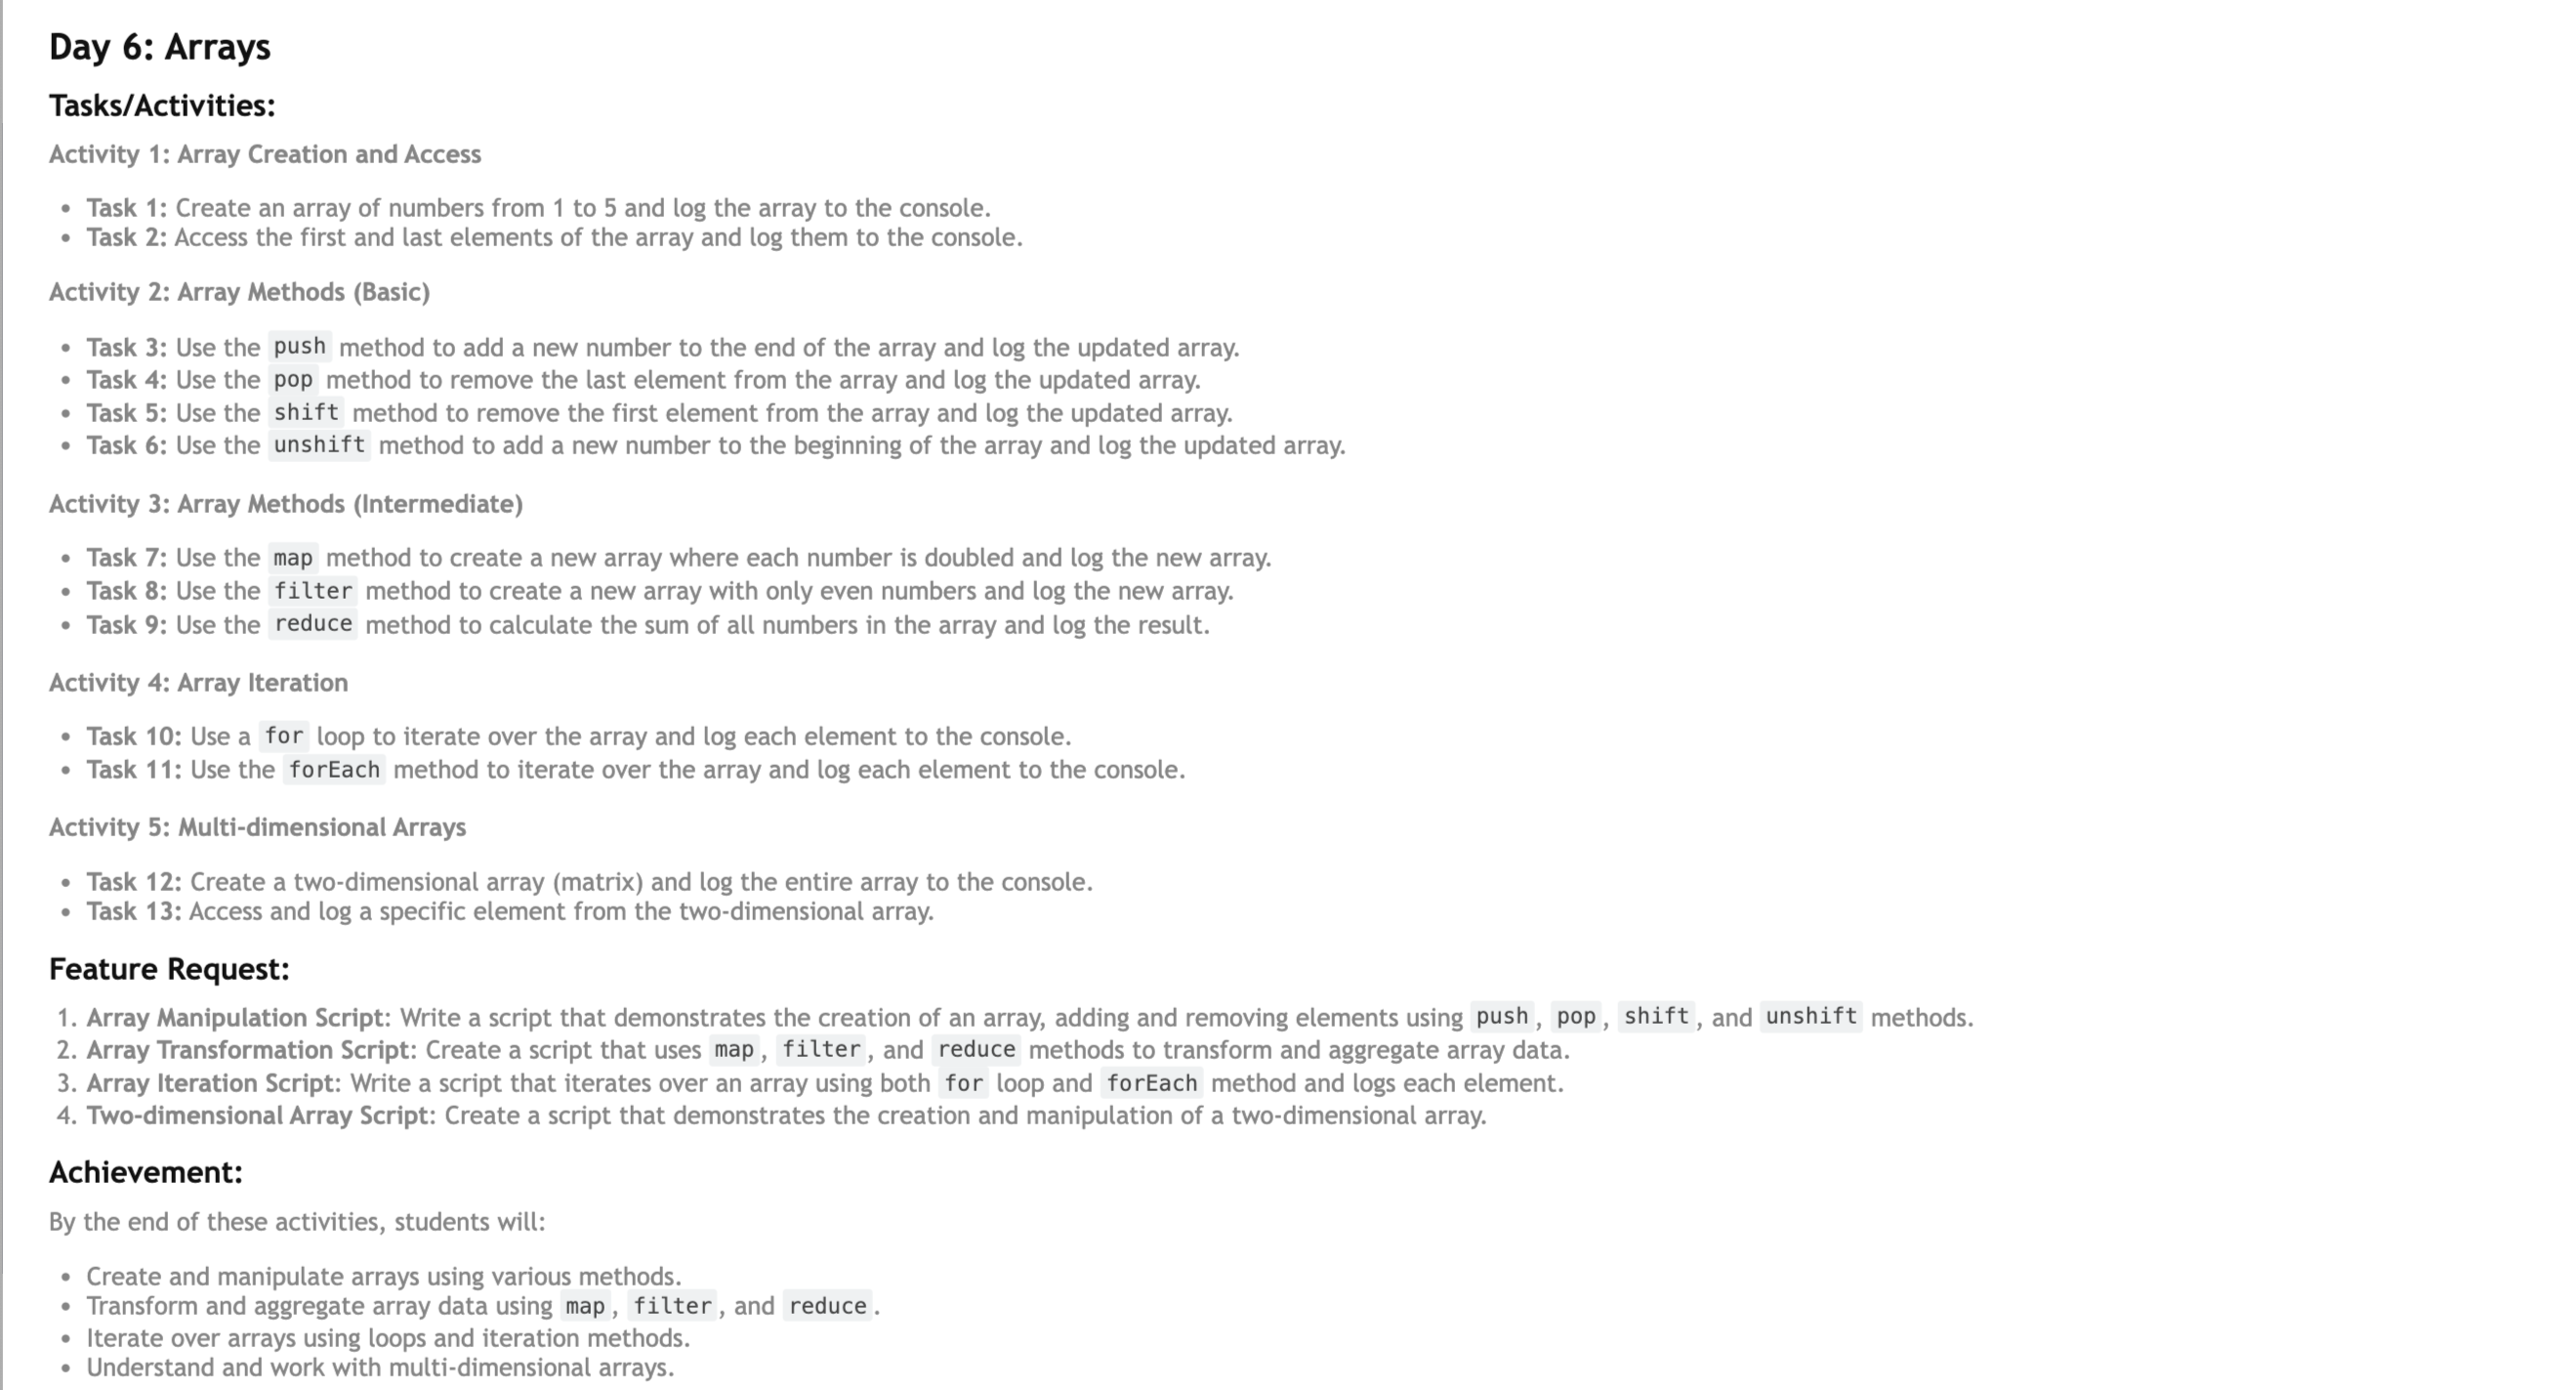 Day 6: Arrays
Tasks/Activities:
Activity 1: Array Creation and Access
• Task 1: Create an array of numbers from 1 to 5 and log the array to the console.
• Task 2: Access the first and last elements of the array and log them to the console.
Activity 2: Array Methods (Basic)
• Task 3: Use the push method to add a new number to the end of the array and log the updated array.
• Task 4: Use the pop method to remove the last element from the array and log the updated array.
• Task 5: Use the shift method to remove the first element from the array and log the updated array.
• Task 6: Use the unshift method to add a new number to the beginning of the array and log the updated array.
Activity 3: Array Methods (Intermediate)
• Task 7: Use the map method to create a new array where each number is doubled and log the new array.
• Task 8: Use the filter method to create a new array with only even numbers and log the new array.
• Task 9: Use the reduce method to calculate the sum of all numbers in the array and log the result.
Activity 4: Array Iteration
• Task 10: Use a for loop to iterate over the array and log each element to the console.
• Task 11: Use the forEach method to iterate over the array and log each element to the console.
Activity 5: Multi-dimensional Arrays
• Task 12: Create a two-dimensional array (matrix) and log the entire array to the console.
• Task 13: Access and log a specific element from the two-dimensional array.
Feature Request:
1. Array Manipulation Script: Write a script that demonstrates the creation of an array, adding and removing elements using push, pop, shift, and unshift methods.
2. Array Transformation Script: Create a script that uses map, filter, and reduce methods to transform and aggregate array data.
3. Array Iteration Script: Write a script that iterates over an array using both for loop and forEach method and logs each element.
4. Two-dimensional Array Script: Create a script that demonstrates the creation and manipulation of a two-dimensional array.
Achievement:
By the end of these activities, students will:
• Create and manipulate arrays using various methods.
• Transform and aggregate array data using map, filter, and reduce.
• Iterate over arrays using loops and iteration methods.
• Understand and work with multi-dimensional arrays.